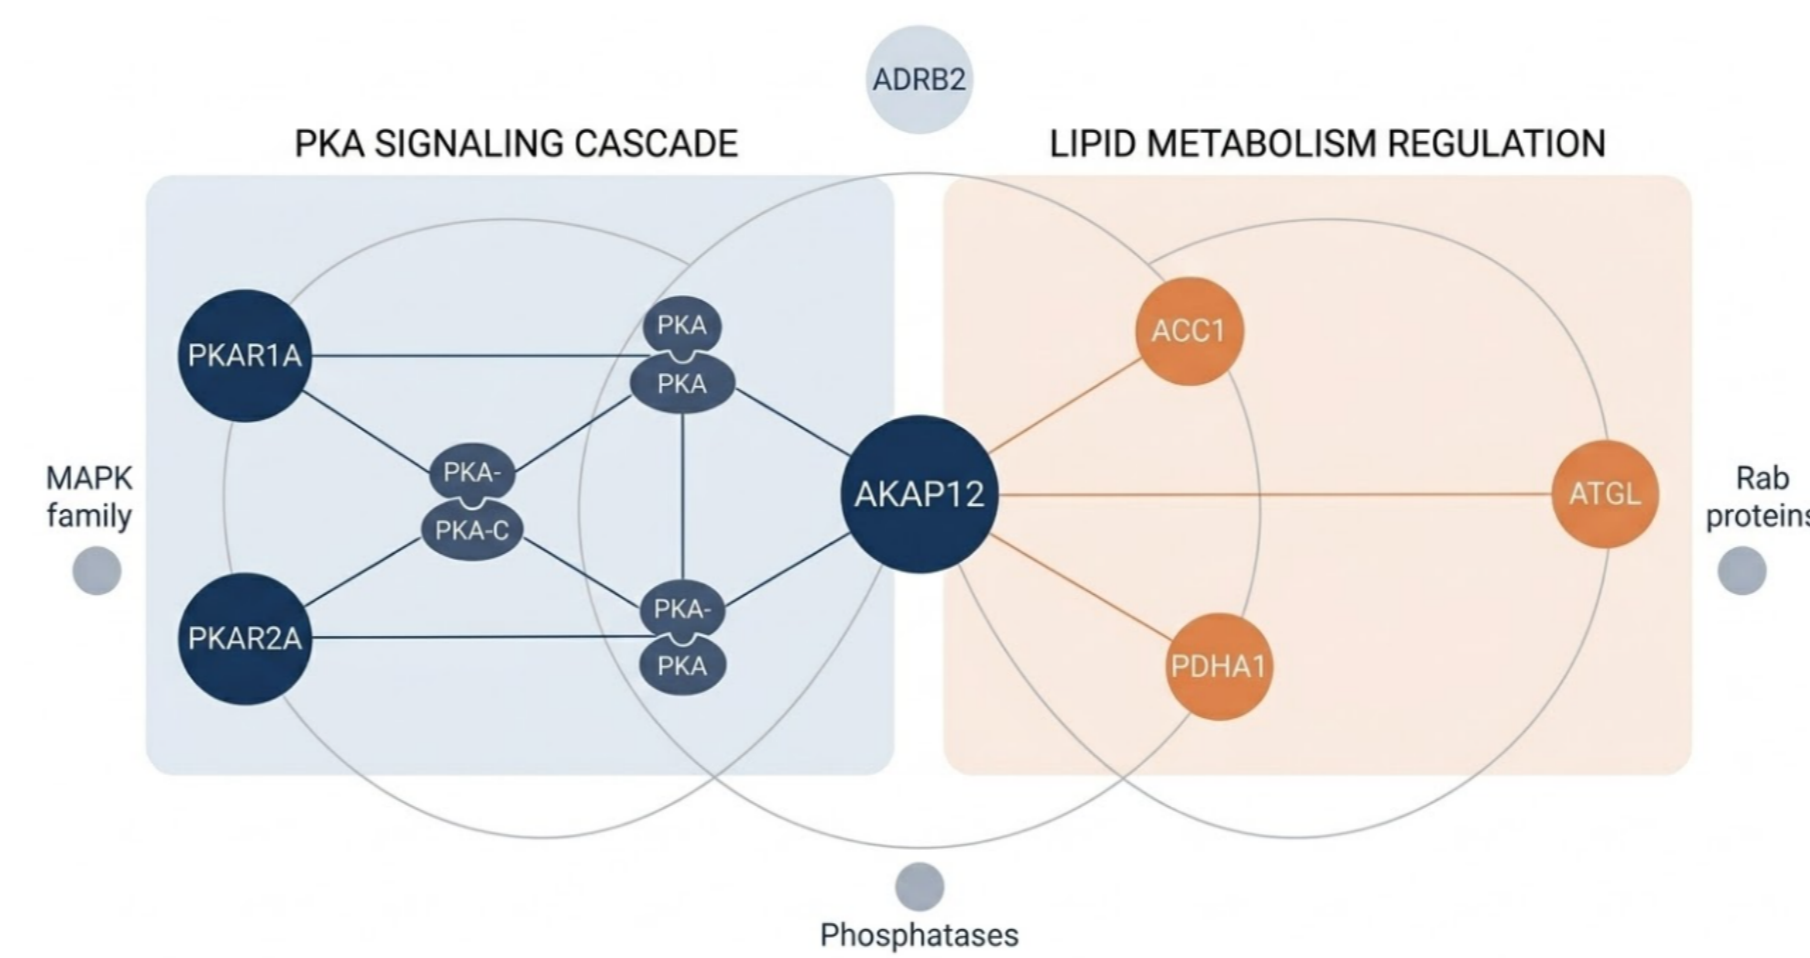 ADRB2
PKA SIGNALING CASCADE
LIPID METABOLISM REGULATION
PKAR1A
PKA
PKA
ACC1
MAPK
family
PKA-
PKA-C
AKAP12
ATGL
Rab
proteins
PKAR2A
PKA-
PKA
PDHA1
Phosphatases